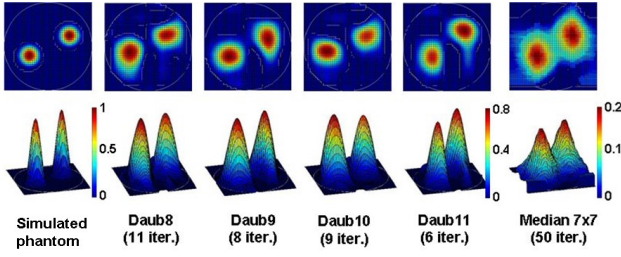 1
0.5
0
0.8
0.4
0
0.2
0.1
0
Simulated phantom
Daub8 (11 iter.)
Daub9 (8 iter.)
Daub10 (9 iter.)
Daub11 (6 iter.)
Median 7x7 (50 iter.)